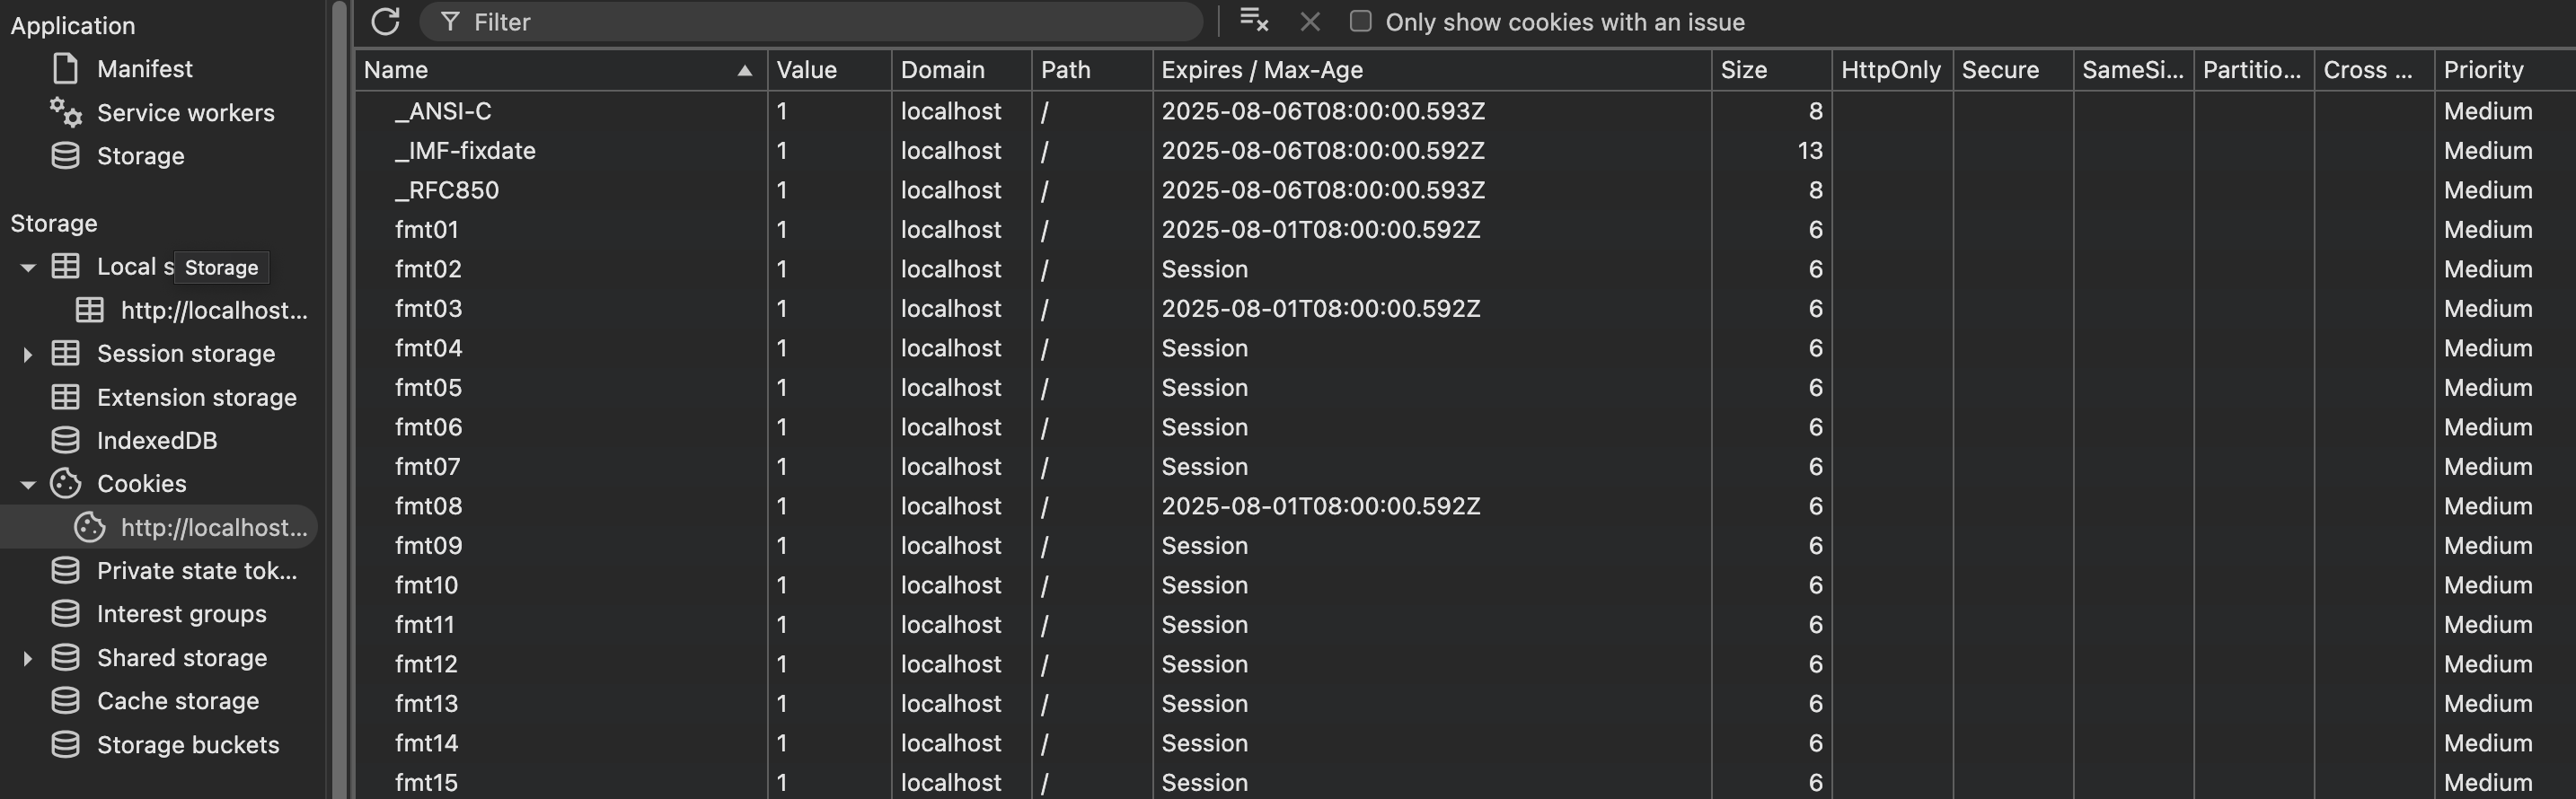 Application
Manifest
Service workers
Storage
Storage
Local s
Storage
http://localhost...
Session storage
Extension storage
IndexedDB
Cookies
http://localhost...
Private state tok...
Interest groups
Shared storage
Cache storage
Storage buckets
Filter Only show cookies with an issue
Name Value Domain Path Expires / Max-Age Size HttpOnly Secure SameSi... Partitio... Cross ... Priority
_ANSI-C 1 localhost / 2025-08-06T08:00:00.593Z 8 Medium
_IMF-fixdate 1 localhost / 2025-08-06T08:00:00.592Z 13 Medium
_RFC850 1 localhost / 2025-08-06T08:00:00.593Z 8 Medium
fmt01 1 localhost / 2025-08-01T08:00:00.592Z 6 Medium
fmt02 1 localhost / Session 6 Medium
fmt03 1 localhost / 2025-08-01T08:00:00.592Z 6 Medium
fmt04 1 localhost / Session 6 Medium
fmt05 1 localhost / Session 6 Medium
fmt06 1 localhost / Session 6 Medium
fmt07 1 localhost / Session 6 Medium
fmt08 1 localhost / 2025-08-01T08:00:00.592Z 6 Medium
fmt09 1 localhost / Session 6 Medium
fmt10 1 localhost / Session 6 Medium
fmt11 1 localhost / Session 6 Medium
fmt12 1 localhost / Session 6 Medium
fmt13 1 localhost / Session 6 Medium
fmt14 1 localhost / Session 6 Medium
fmt15 1 localhost / Session 6 Medium